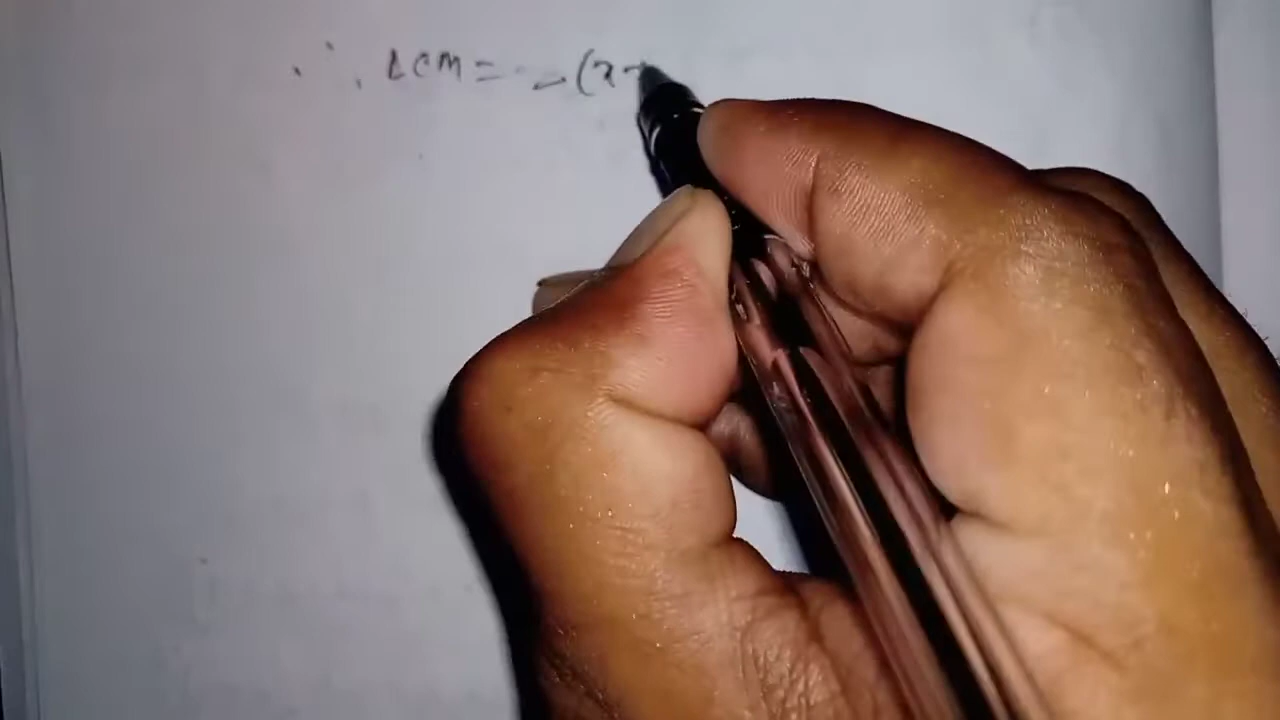 ∴ LCM = -(x+